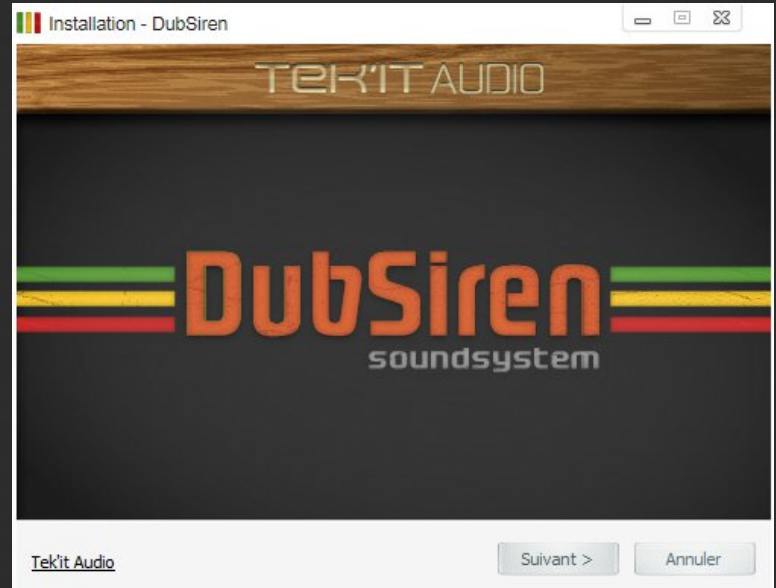 Installation - DubSiren
TEK'IT AUDIO
DubSiren
soundsystem
Tek'it Audio
Suivant >
Annuler